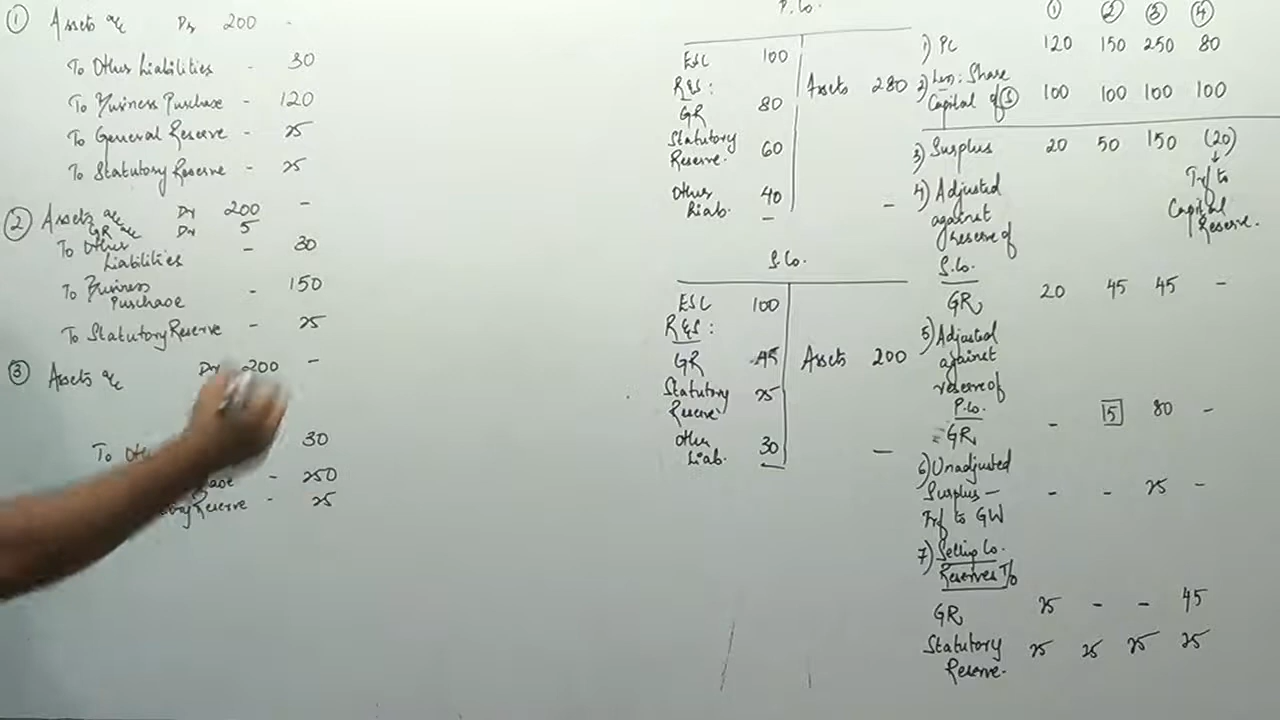 ① Assets a/c Dr 200 -
To Other Liabilities - 30
To Business Purchase - 120
To General Reserve - 25
To Statutory Reserve - 25
② Assets a/c Dr 200 -
GR a/c Dr 5
To Other Liabilities - 30
To Business Purchase - 150
To Statutory Reserve - 25
③ Assets a/c Dr 200 -
To 30
- 250
Reserve - 25
P.Co.
ESC 100
R&S:
GR 80
Statutory Reserve. 60
Other Liab. 40
Assets 280
S.Co.
ESC 100
R&S:
GR 45
Statutory Reserve 25
Other Liab. 30
Assets 200
① ② ③ ④
1) PC 120 150 250 80
2) Less: Share Capital of Ⓢ 100 100 100 100
3) Surplus 20 50 150 (20)
Trf to Capital Reserve.
4) Adjusted against reserve of S.Co.
GR 20 45 45 -
5) Adjusted against reserve of P.Co.
GR - 5 80 -
6) Unadjusted Surplus - Trf to GW - - 25 -
7) Selling Co. Reserves T/o
GR 25 - - 45
Statutory Reserve. 25 25 25 25